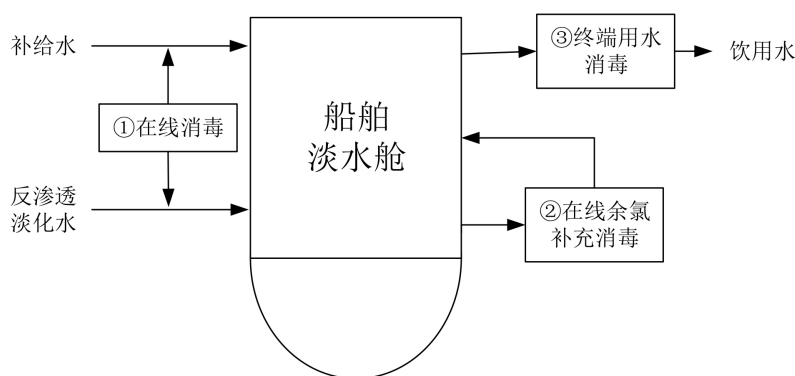 补给水
①在线消毒
反渗透
淡化水
船舶
淡水舱
③终端用水
消毒
饮用水
②在线余氯
补充消毒